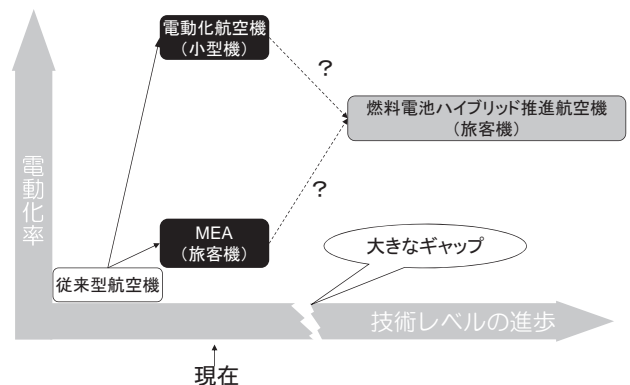 電動化航空機
（小型機）
?
燃料電池ハイブリッド推進航空機
（旅客機）
電動化率
?
MEA
（旅客機）
大きなギャップ
従来型航空機
技術レベルの進歩
現在